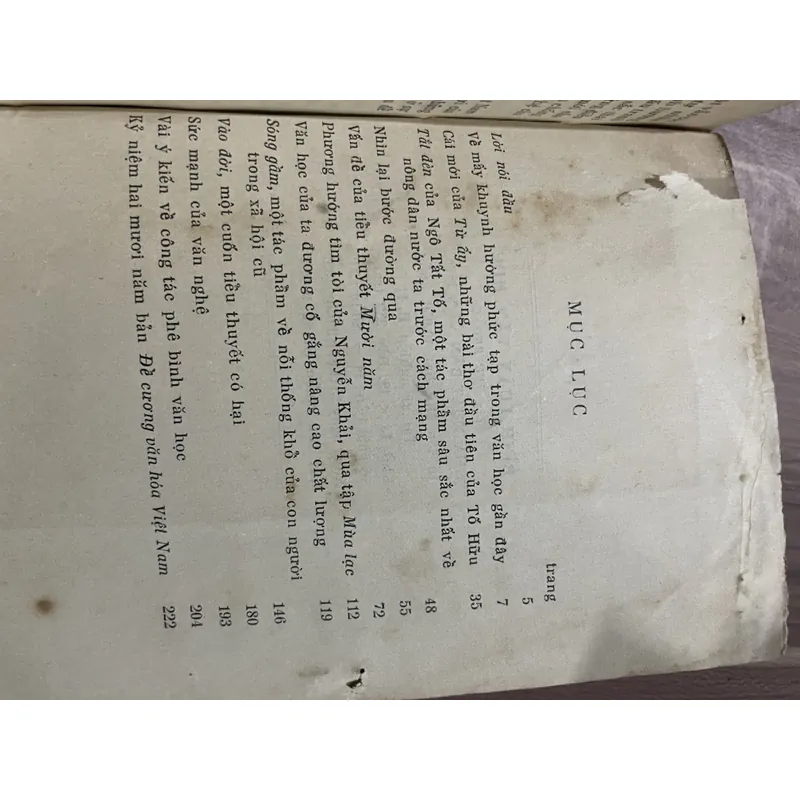 MỤC LỤC
trang
Lời nói đầu 5
Về mấy khuynh hướng phức tạp trong văn học gần đây 7
Cái mới của Từ ấy, những bài thơ đầu tiên của Tố Hữu 35
Tắt đèn của Ngô Tất Tố, một tác phẩm sâu sắc nhất về
nông dân nước ta trước cách mạng 48
Nhìn lại bước đường qua 55
Vấn đề của tiểu thuyết Mười năm 72
Phương hướng tìm tòi của Nguyễn Khải, qua tập Mùa lạc 112
Văn học của ta đương cố gắng nâng cao chất lượng 119
Sóng gầm, một tác phẩm về nỗi thống khổ của con người
trong xã hội cũ 146
Vào đời, một cuốn tiểu thuyết có hại 180
Sức mạnh của văn nghệ 193
Vài ý kiến về công tác phê bình văn học 204
Kỷ niệm hai mươi năm bản Đề cương văn hóa Việt Nam 222